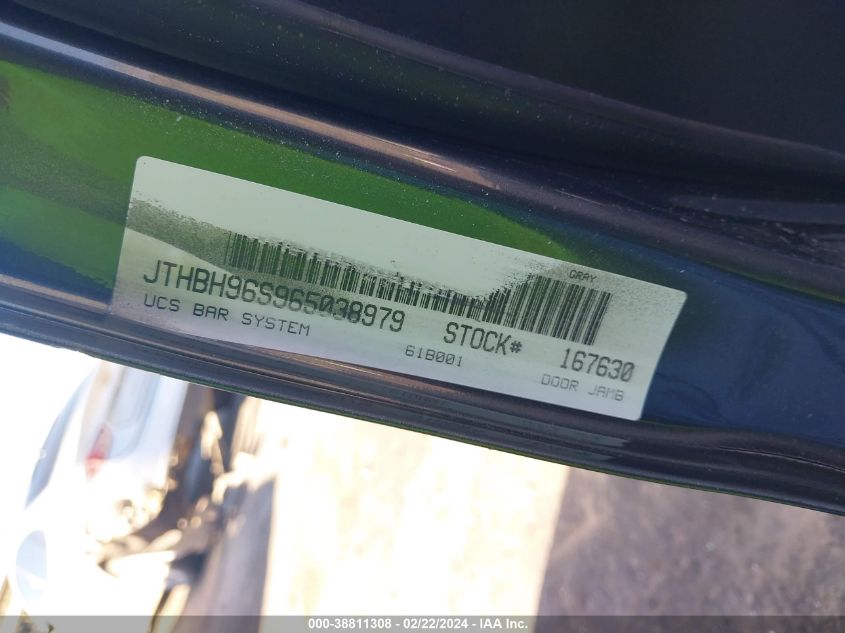 GRAY
JTHBH96S965038979 STOCK# 167630
UCS BAR SYSTEM 61B001 DOOR JAMB
000-38811308 - 02/22/2024 - IAA Inc.